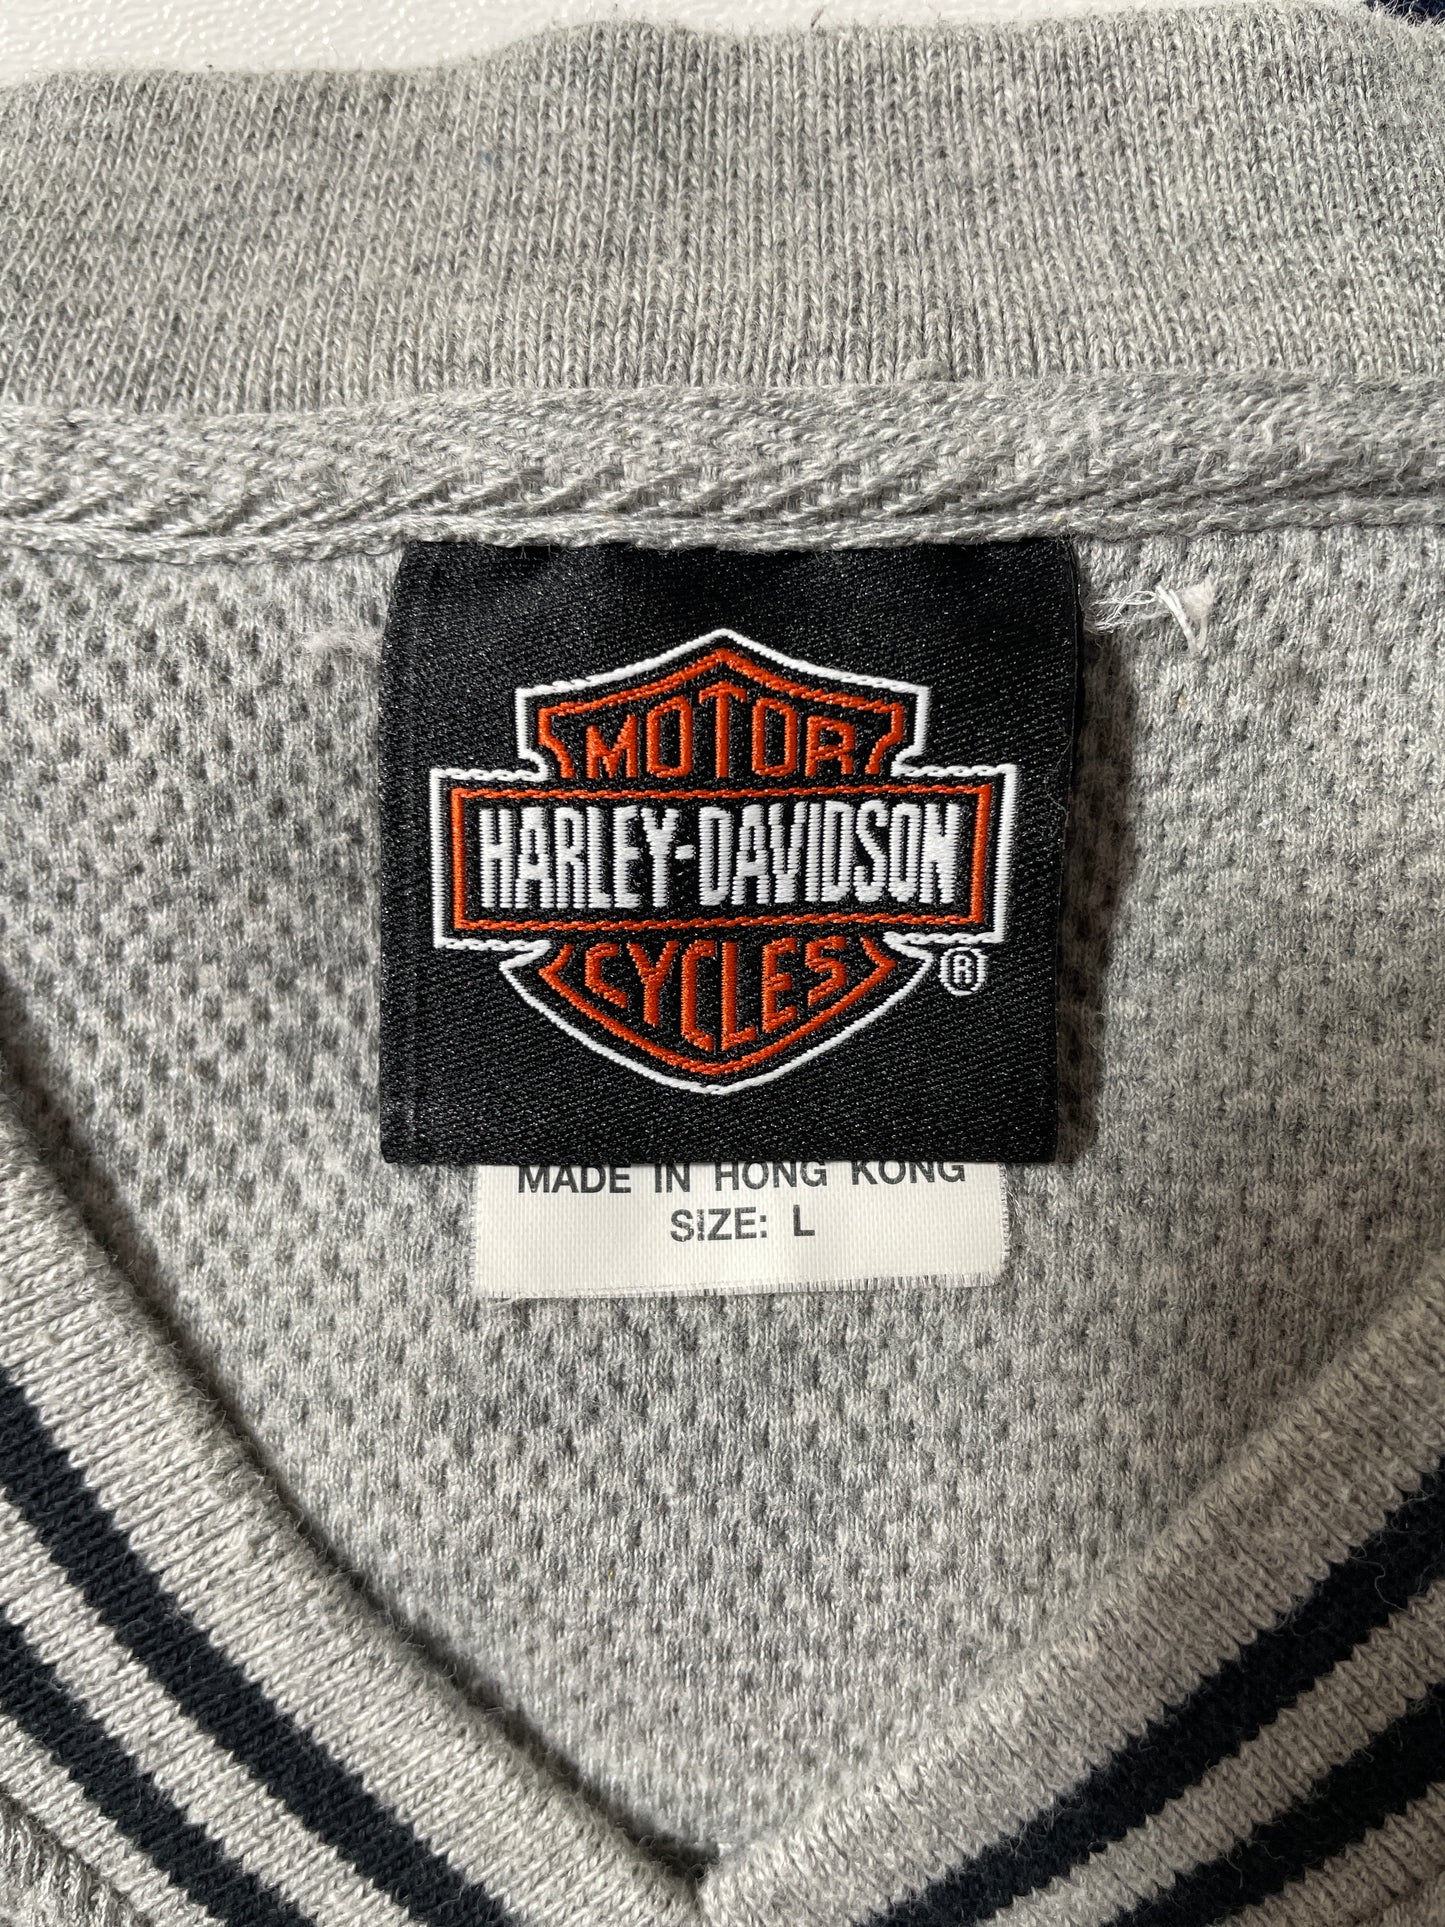 MOTOR
HARLEY-DAVIDSON
CYCLES
®
MADE IN HONG KONG
SIZE: L